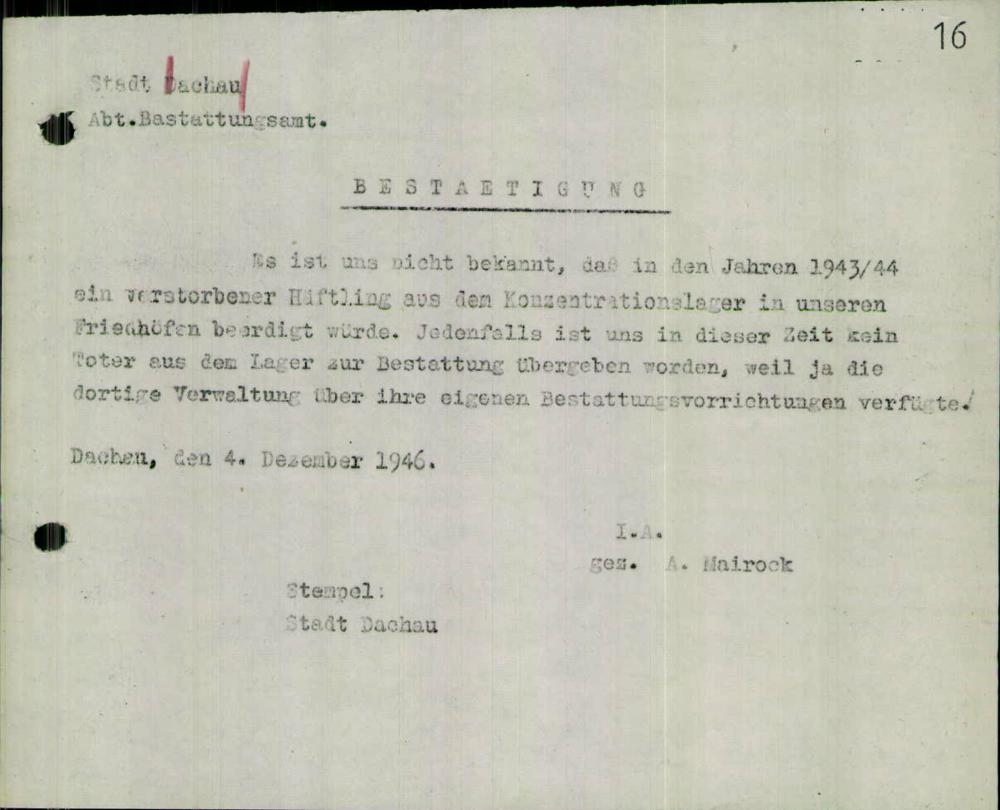 16
Stadt Dachau
Abt.Bastattungsamt.
BESTAETIGUNG
Es ist uns nicht bekannt, daß in den Jahren 1943/44
ein verstorbener Häftling aus dem Konzentrationslager in unseren
Friedhöfen beerdigt würde. Jedenfalls ist uns in dieser Zeit kein
Toter aus dem Lager zur Bestattung übergeben worden, weil ja die
dortige Verwaltung über ihre eigenen Bestattungsvorrichtungen verfügte.
Dachau, den 4. Dezember 1946.
I.A.
gez. A. Mairock
Stempel:
Stadt Dachau